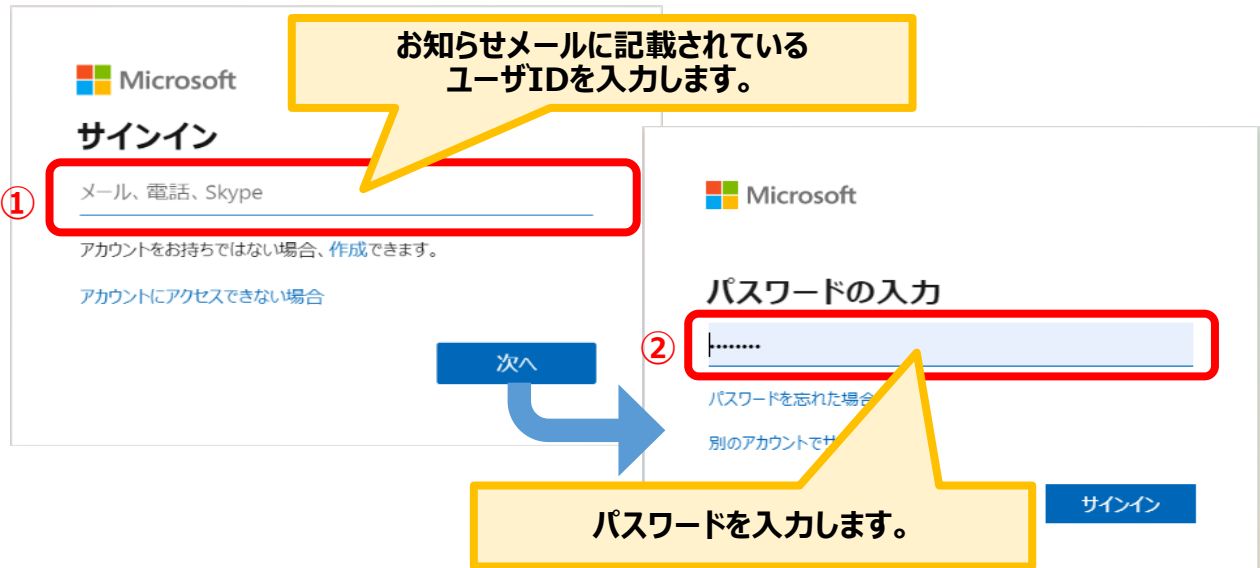 お知らせメールに記載されている
ユーザIDを入力します。
Microsoft
サインイン
①
メール、電話、Skype
アカウントをお持ちではない場合、作成できます。
アカウントにアクセスできない場合
次へ
Microsoft
パスワードの入力
②
........
パスワードを忘れた場合
別のアカウントでサ
パスワードを入力します。
サインイン